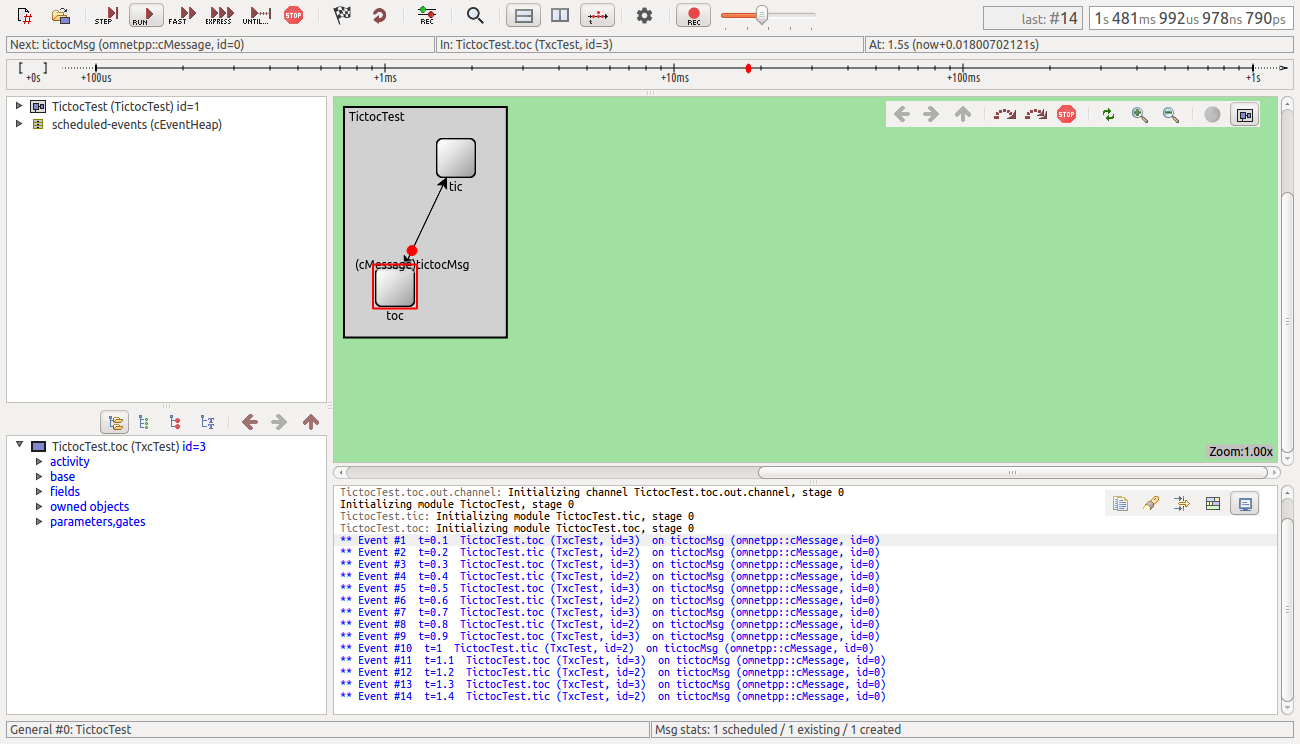 STEP RUN FAST EXPRESS UNTIL... STOP REC REC last: #14 1s 481ms 992us 978ns 790ps
Next: tictocMsg (omnetpp::cMessage, id=0) In: TictocTest.toc (TxcTest, id=3) At: 1.5s (now+0.01800702121s)
[ ] +0s +100us +1ms +10ms +100ms +1s
TictocTest (TictocTest) id=1
scheduled-events (cEventHeap)
TictocTest.toc (TxcTest) id=3
activity
base
fields
owned objects
parameters,gates
TictocTest
STOP
tic
(cMessage)tictocMsg
toc
Zoom:1.00x
TictocTest.toc.out.channel: Initializing channel TictocTest.toc.out.channel, stage 0
Initializing module TictocTest, stage 0
TictocTest.tic: Initializing module TictocTest.tic, stage 0
TictocTest.toc: Initializing module TictocTest.toc, stage 0
** Event #1  t=0.1  TictocTest.toc (TxcTest, id=3)  on tictocMsg (omnetpp::cMessage, id=0)
** Event #2  t=0.2  TictocTest.tic (TxcTest, id=2)  on tictocMsg (omnetpp::cMessage, id=0)
** Event #3  t=0.3  TictocTest.toc (TxcTest, id=3)  on tictocMsg (omnetpp::cMessage, id=0)
** Event #4  t=0.4  TictocTest.tic (TxcTest, id=2)  on tictocMsg (omnetpp::cMessage, id=0)
** Event #5  t=0.5  TictocTest.toc (TxcTest, id=3)  on tictocMsg (omnetpp::cMessage, id=0)
** Event #6  t=0.6  TictocTest.tic (TxcTest, id=2)  on tictocMsg (omnetpp::cMessage, id=0)
** Event #7  t=0.7  TictocTest.toc (TxcTest, id=3)  on tictocMsg (omnetpp::cMessage, id=0)
** Event #8  t=0.8  TictocTest.tic (TxcTest, id=2)  on tictocMsg (omnetpp::cMessage, id=0)
** Event #9  t=0.9  TictocTest.toc (TxcTest, id=3)  on tictocMsg (omnetpp::cMessage, id=0)
** Event #10  t=1  TictocTest.tic (TxcTest, id=2)  on tictocMsg (omnetpp::cMessage, id=0)
** Event #11  t=1.1  TictocTest.toc (TxcTest, id=3)  on tictocMsg (omnetpp::cMessage, id=0)
** Event #12  t=1.2  TictocTest.tic (TxcTest, id=2)  on tictocMsg (omnetpp::cMessage, id=0)
** Event #13  t=1.3  TictocTest.toc (TxcTest, id=3)  on tictocMsg (omnetpp::cMessage, id=0)
** Event #14  t=1.4  TictocTest.tic (TxcTest, id=2)  on tictocMsg (omnetpp::cMessage, id=0)
General #0: TictocTest Msg stats: 1 scheduled / 1 existing / 1 created